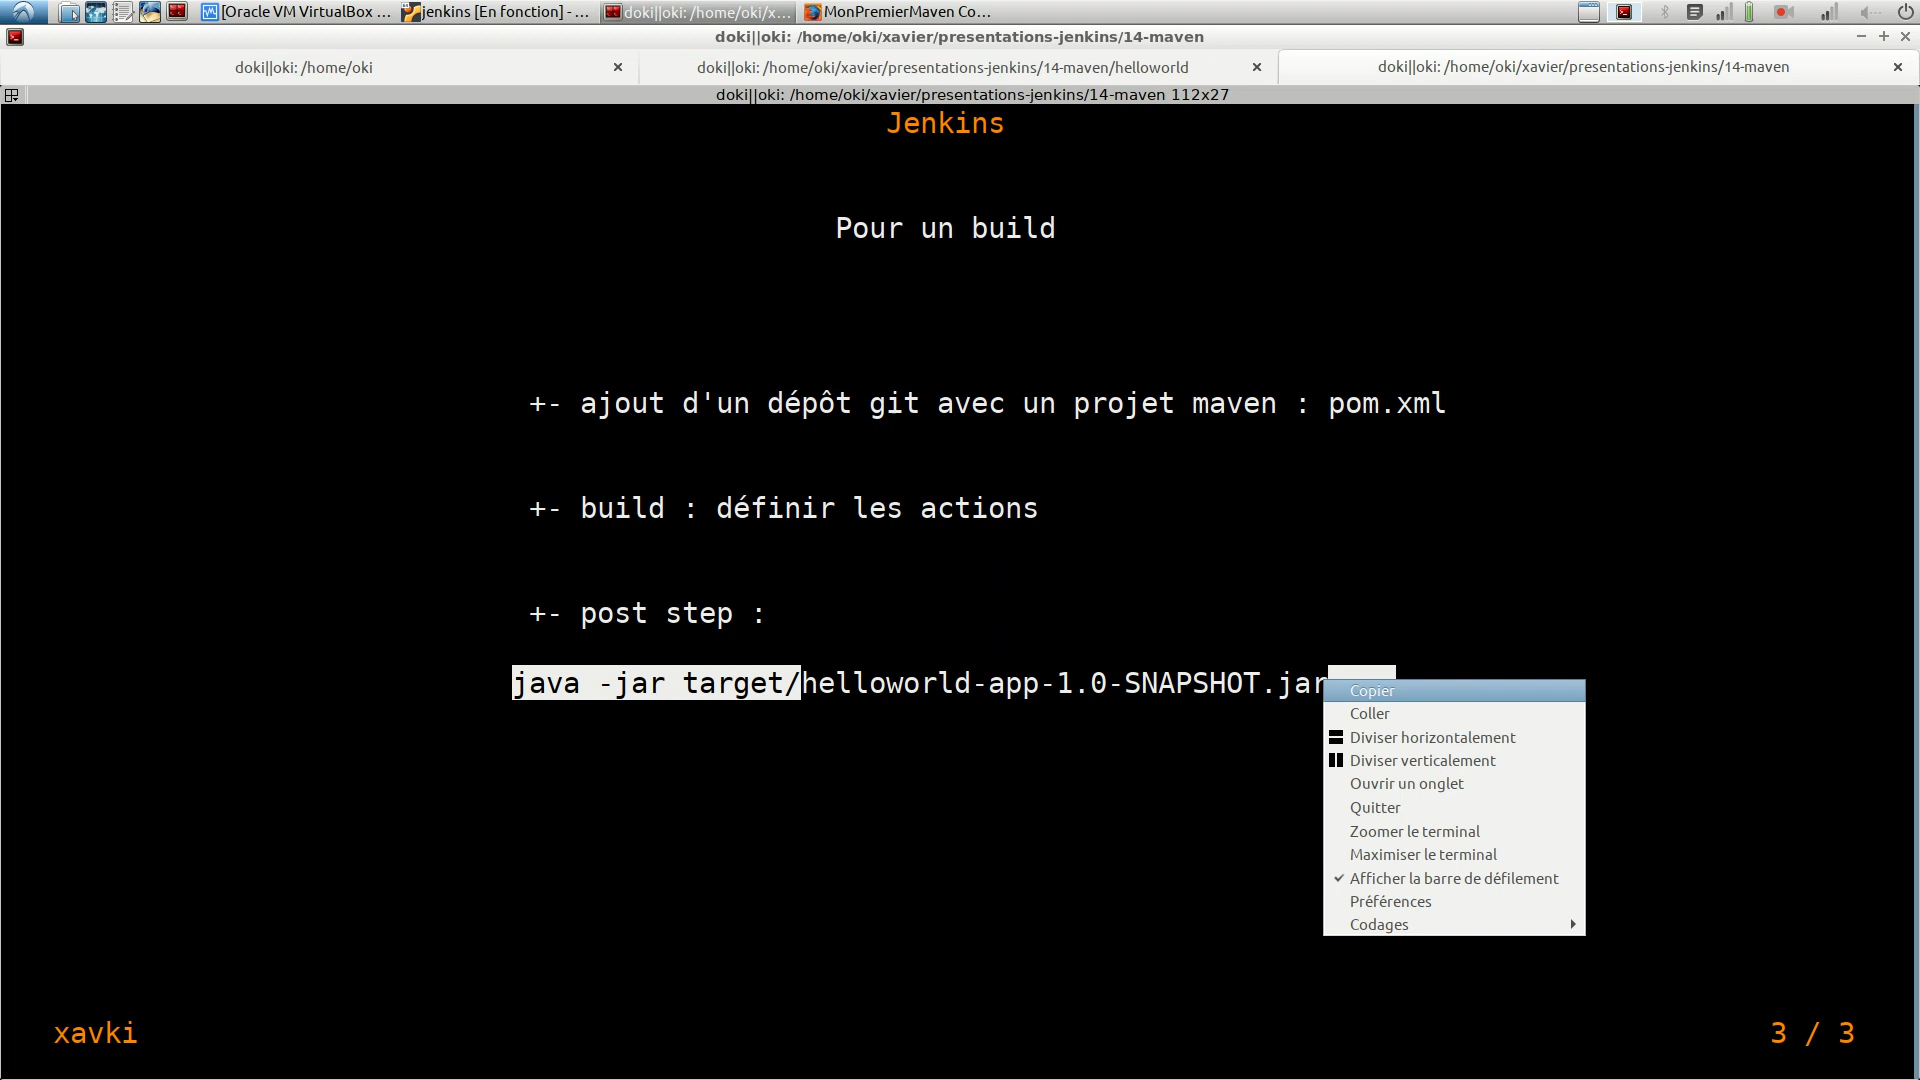 [Oracle VM VirtualBox ... jenkins [En fonction] - ... doki||oki: /home/oki/x... MonPremierMaven Co...
doki||oki: /home/oki/xavier/presentations-jenkins/14-maven
doki||oki: /home/oki doki||oki: /home/oki/xavier/presentations-jenkins/14-maven/helloworld doki||oki: /home/oki/xavier/presentations-jenkins/14-maven
doki||oki: /home/oki/xavier/presentations-jenkins/14-maven 112x27
Jenkins
Pour un build
+- ajout d'un dépôt git avec un projet maven : pom.xml
+- build : définir les actions
+- post step :
java -jar target/helloworld-app-1.0-SNAPSHOT.jar
Copier
Coller
Diviser horizontalement
Diviser verticalement
Ouvrir un onglet
Quitter
Zoomer le terminal
Maximiser le terminal
Afficher la barre de défilement
Préférences
Codages
xavki
3 / 3